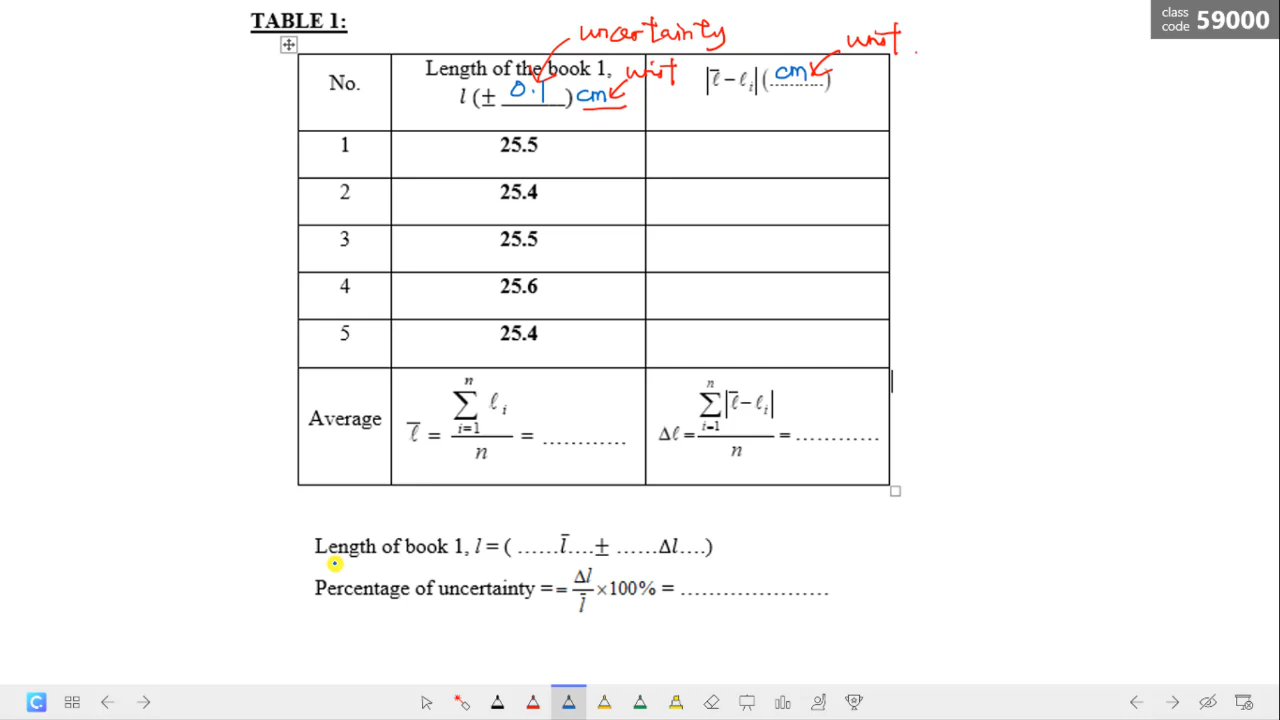 TABLE 1:
class code 59000
uncertainty
unit.
No.
Length of the book 1,
l (± 0.1) cm
unit
|ℓ̅ − ℓᵢ| (cm)
1 25.5
2 25.4
3 25.5
4 25.6
5 25.4
Average
ℓ̅ = ∑ᵢ₌₁ⁿ ℓᵢ / n = …………
Δℓ = ∑ᵢ₌₁ⁿ |ℓ̅ − ℓᵢ| / n = …………
Length of book 1, l = ( ……l̅….± ……Δl….)
Percentage of uncertainty = = Δl / l̅ ×100% = …………………